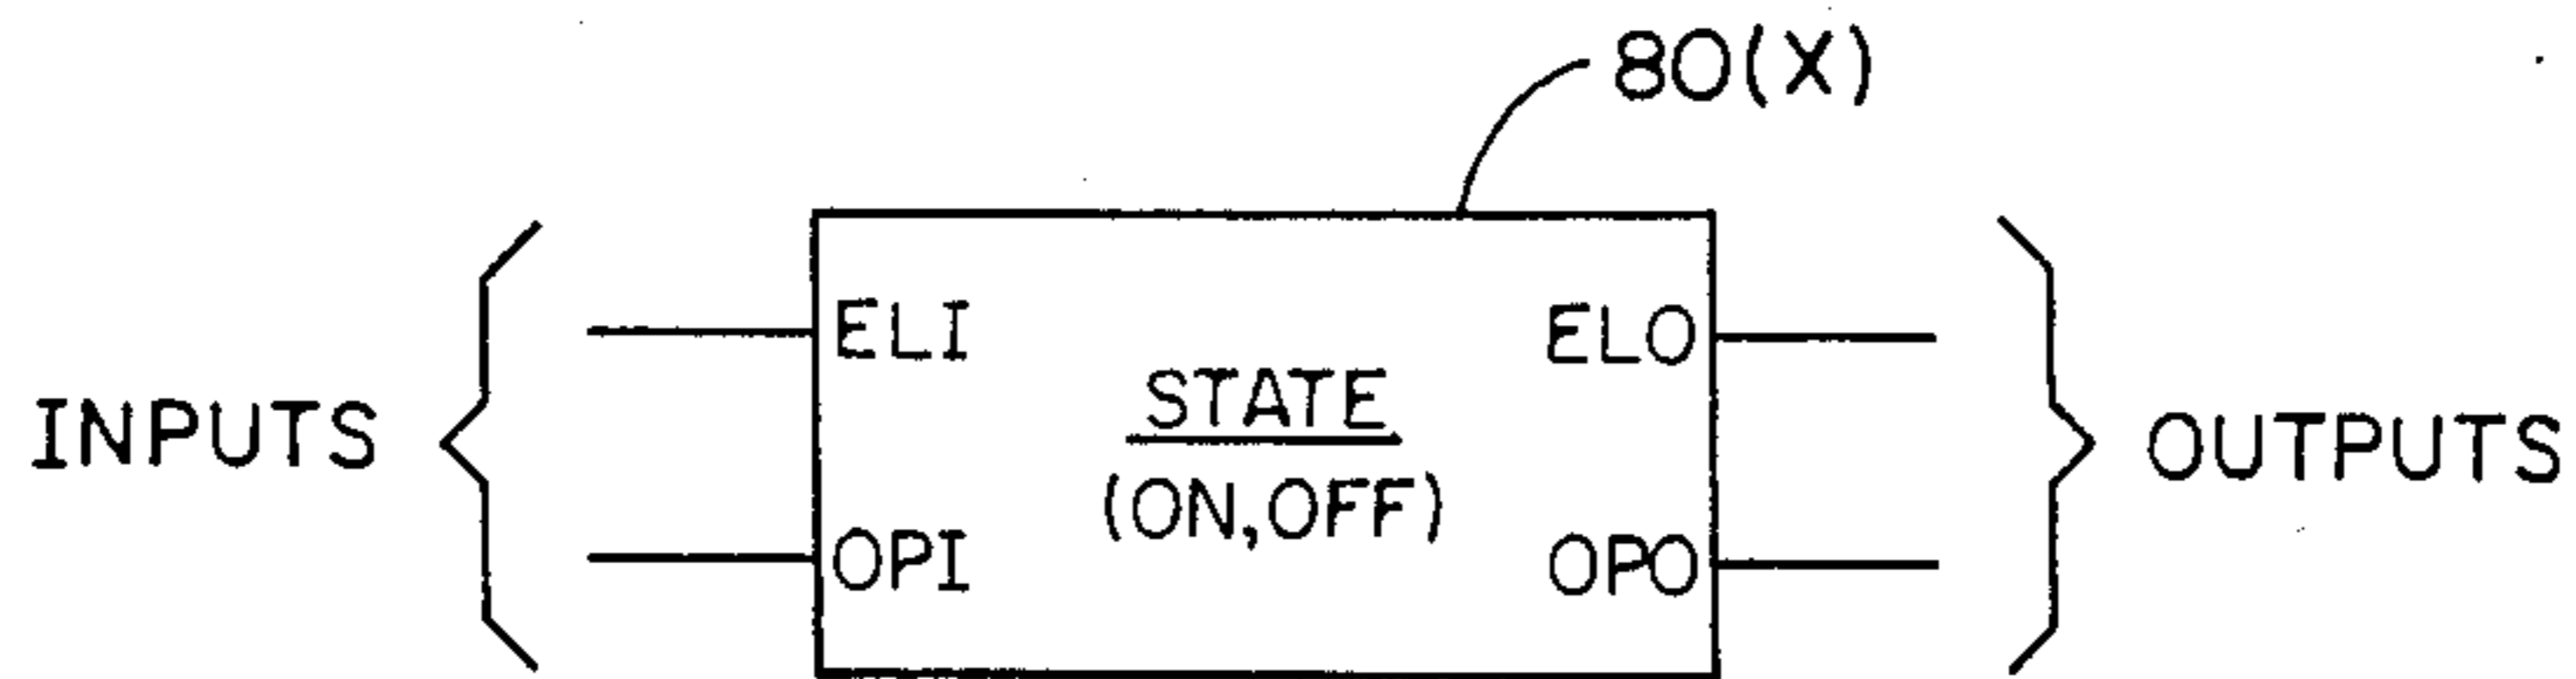 80(X)
ELI
ELO
STATE
INPUTS
OUTPUTS
(ON,OFF)
OPI
OPO